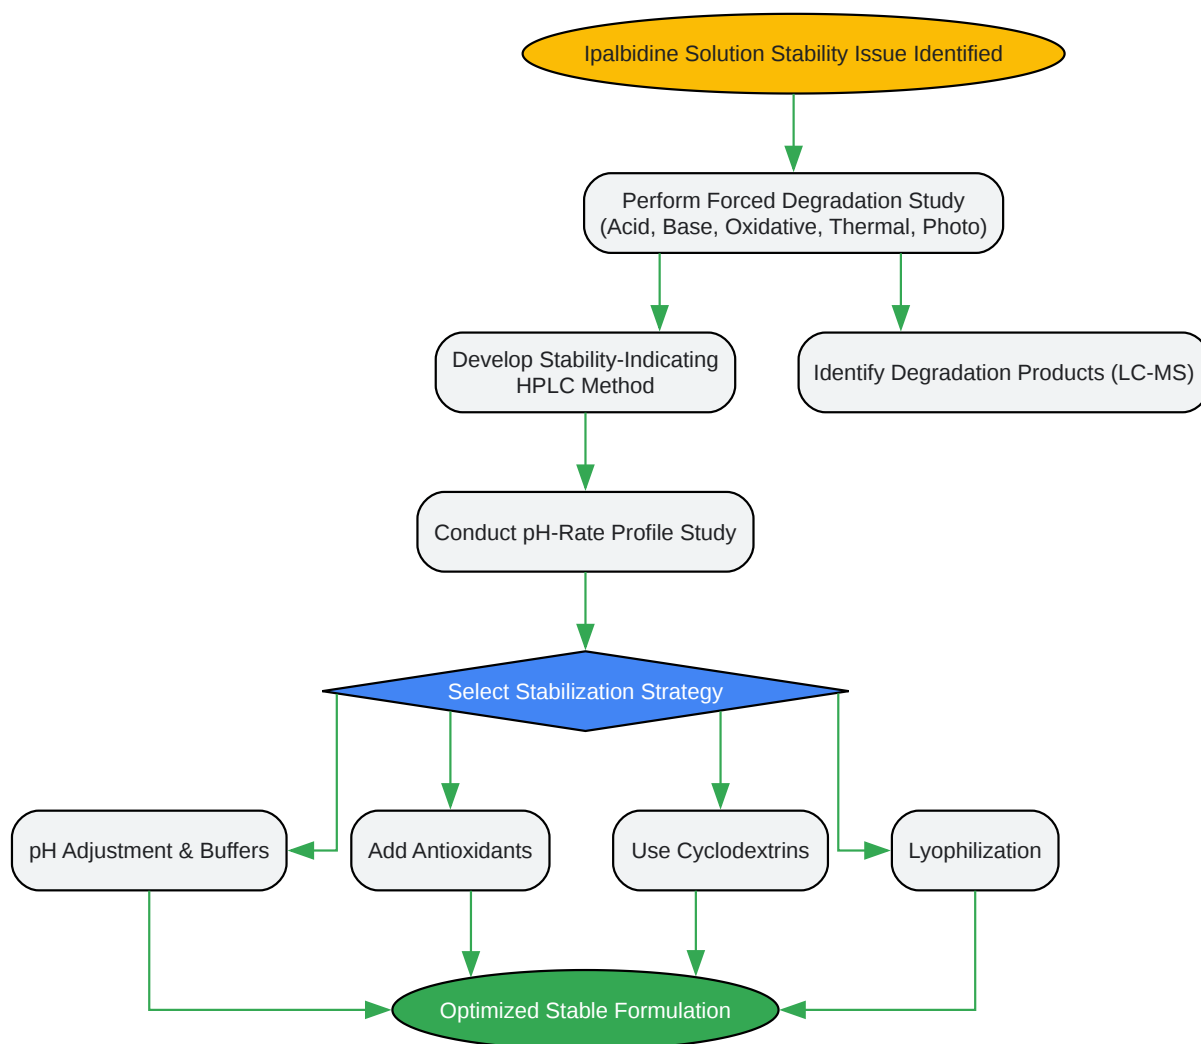 Ipalbidine Solution Stability Issue Identified
Perform Forced Degradation Study
(Acid, Base, Oxidative, Thermal, Photo)
Develop Stability-Indicating
HPLC Method
Identify Degradation Products (LC-MS)
Conduct pH-Rate Profile Study
Select Stabilization Strategy
pH Adjustment & Buffers
Add Antioxidants
Use Cyclodextrins
Lyophilization
Optimized Stable Formulation